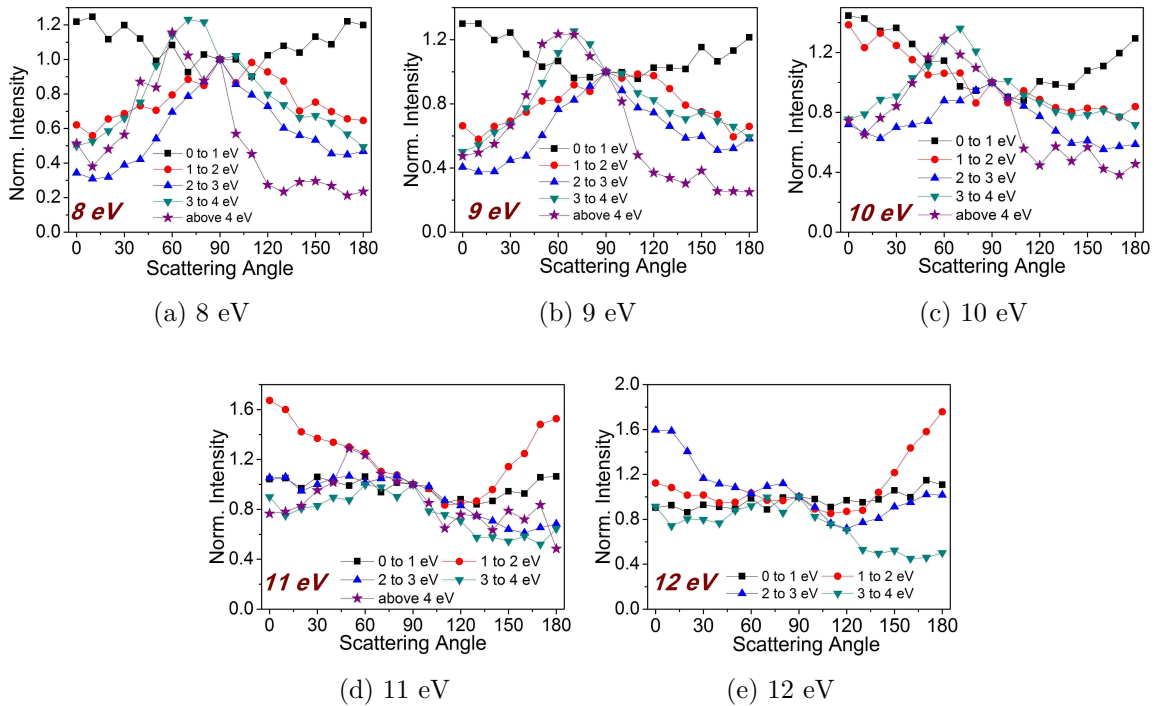 Norm. Intensity
1.2
1.0
0.8
0.6
0.4
0.2
0.0
0 to 1 eV
1 to 2 eV
2 to 3 eV
3 to 4 eV
above 4 eV
8 eV
0 30 60 90 120 150 180
Scattering Angle
(a) 8 eV
Norm. Intensity
1.2
0.8
0.4
0.0
0 to 1 eV
1 to 2 eV
2 to 3 eV
3 to 4 eV
above 4 eV
9 eV
0 30 60 90 120 150 180
Scattering Angle
(b) 9 eV
Norm. Intensity
1.2
0.8
0.4
0.0
0 to 1 eV
1 to 2 eV
2 to 3 eV
3 to 4 eV
above 4 eV
10 eV
0 30 60 90 120 150 180
Scattering Angle
(c) 10 eV
Norm. Intensity
1.6
1.2
0.8
0.4
0.0
0 to 1 eV 1 to 2 eV
2 to 3 eV 3 to 4 eV
above 4 eV
11 eV
0 30 60 90 120 150 180
Scattering Angle
(d) 11 eV
Norm. Intensity
2.0
1.6
1.2
0.8
0.4
0.0
0 to 1 eV 1 to 2 eV
2 to 3 eV 3 to 4 eV
12 eV
0 30 60 90 120 150 180
Scattering Angle
(e) 12 eV